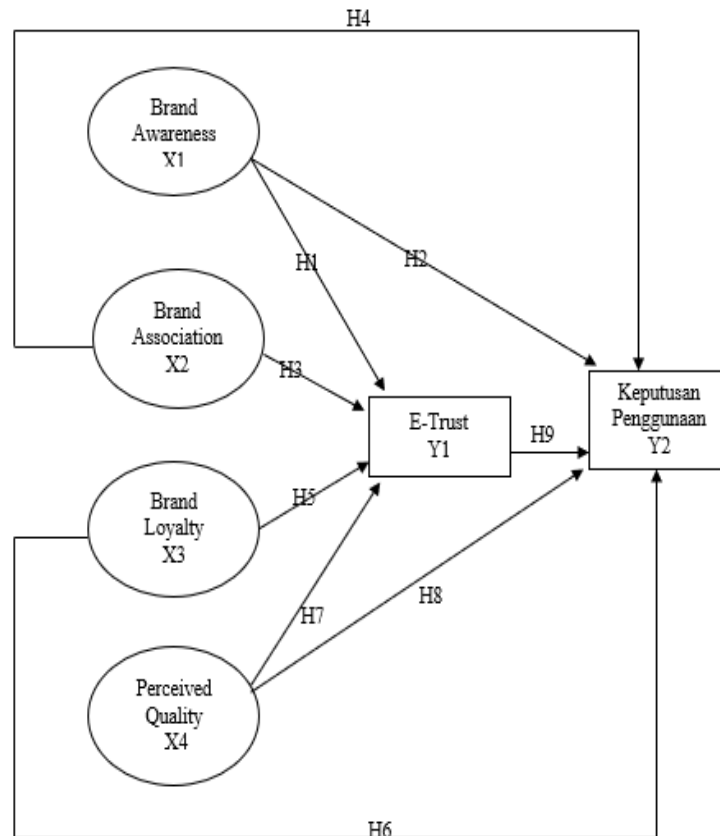 H4
Brand
Awareness
X1
H1
H2
Brand
Association
X2
H3
Keputusan
Penggunaan
Y2
E-Trust
Y1
H9
Brand
Loyalty
X3
H5
H7
H8
Perceived
Quality
X4
H6